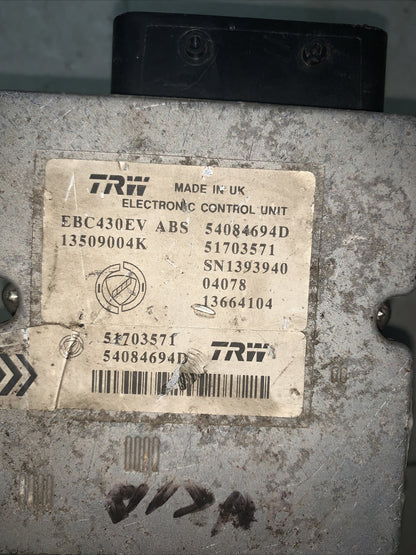 TRW MADE IN UK
ELECTRONIC CONTROL UNIT
EBC430EV ABS 54084694D
13509004K 51703571
SN1393940
04078
13664104
51703571
54084694D TRW